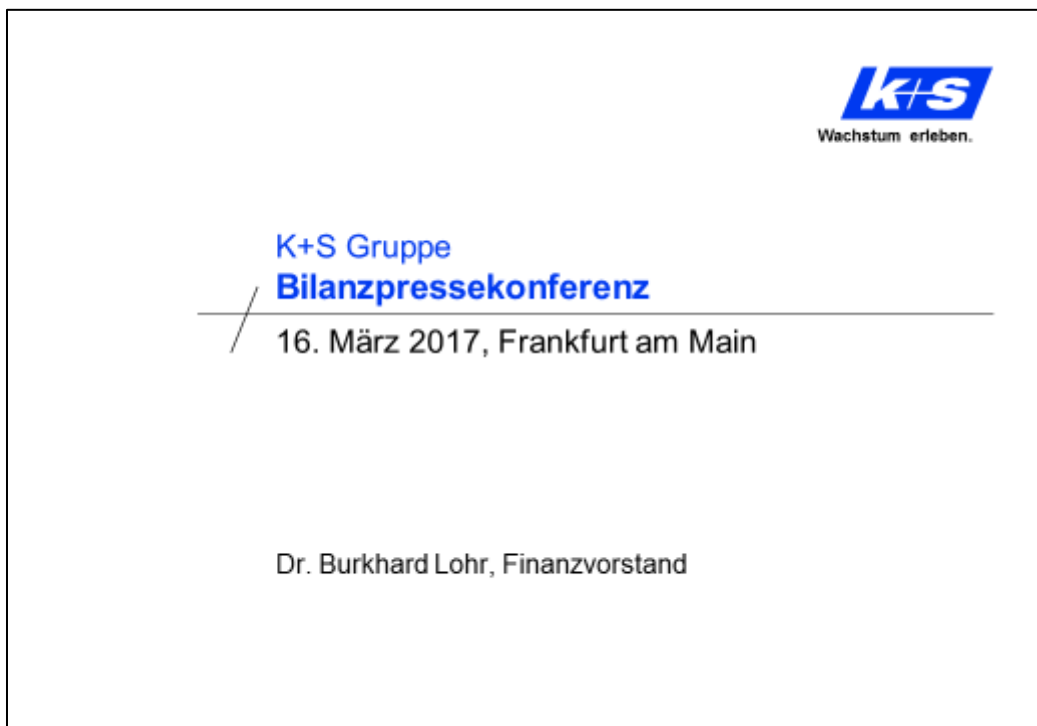 K+S
Wachstum erleben.
K+S Gruppe
Bilanzpressekonferenz
16. März 2017, Frankfurt am Main
Dr. Burkhard Lohr, Finanzvorstand